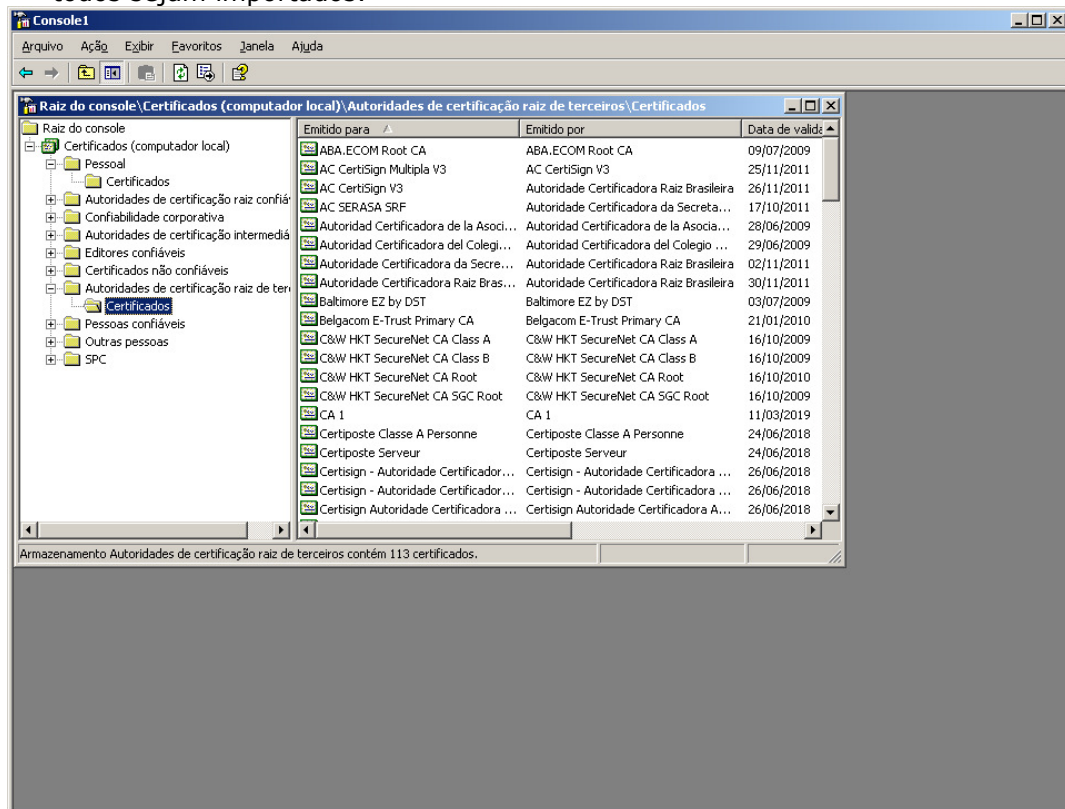 todos sejam importados.
Console1
Arquivo Ação Exibir Favoritos Janela Ajuda
Raiz do console\Certificados (computador local)\Autoridades de certificação raiz de terceiros\Certificados
Raiz do console
Certificados (computador local)
Pessoal
Certificados
Autoridades de certificação raiz confiá
Confiabilidade corporativa
Autoridades de certificação intermediá
Editores confiáveis
Certificados não confiáveis
Autoridades de certificação raiz de ter
Certificados
Pessoas confiáveis
Outras pessoas
SPC
Emitido para Emitido por Data de valida
ABA.ECOM Root CA ABA.ECOM Root CA 09/07/2009
AC CertiSign Multipla V3 AC CertiSign V3 25/11/2011
AC CertiSign V3 Autoridade Certificadora Raiz Brasileira 26/11/2011
AC SERASA SRF Autoridade Certificadora da Secreta... 17/10/2011
Autoridad Certificadora de la Asoci... Autoridad Certificadora de la Asocia... 28/06/2009
Autoridad Certificadora del Colegi... Autoridad Certificadora del Colegio ... 29/06/2009
Autoridade Certificadora da Secre... Autoridade Certificadora Raiz Brasileira 02/11/2011
Autoridade Certificadora Raiz Bras... Autoridade Certificadora Raiz Brasileira 30/11/2011
Baltimore EZ by DST Baltimore EZ by DST 03/07/2009
Belgacom E-Trust Primary CA Belgacom E-Trust Primary CA 21/01/2010
C&W HKT SecureNet CA Class A C&W HKT SecureNet CA Class A 16/10/2009
C&W HKT SecureNet CA Class B C&W HKT SecureNet CA Class B 16/10/2009
C&W HKT SecureNet CA Root C&W HKT SecureNet CA Root 16/10/2010
C&W HKT SecureNet CA SGC Root C&W HKT SecureNet CA SGC Root 16/10/2009
CA 1 CA 1 11/03/2019
Certiposte Classe A Personne Certiposte Classe A Personne 24/06/2018
Certiposte Serveur Certiposte Serveur 24/06/2018
Certisign - Autoridade Certificador... Certisign - Autoridade Certificadora ... 26/06/2018
Certisign - Autoridade Certificador... Certisign - Autoridade Certificadora ... 26/06/2018
Certisign Autoridade Certificadora ... Certisign Autoridade Certificadora A... 26/06/2018
Armazenamento Autoridades de certificação raiz de terceiros contém 113 certificados.